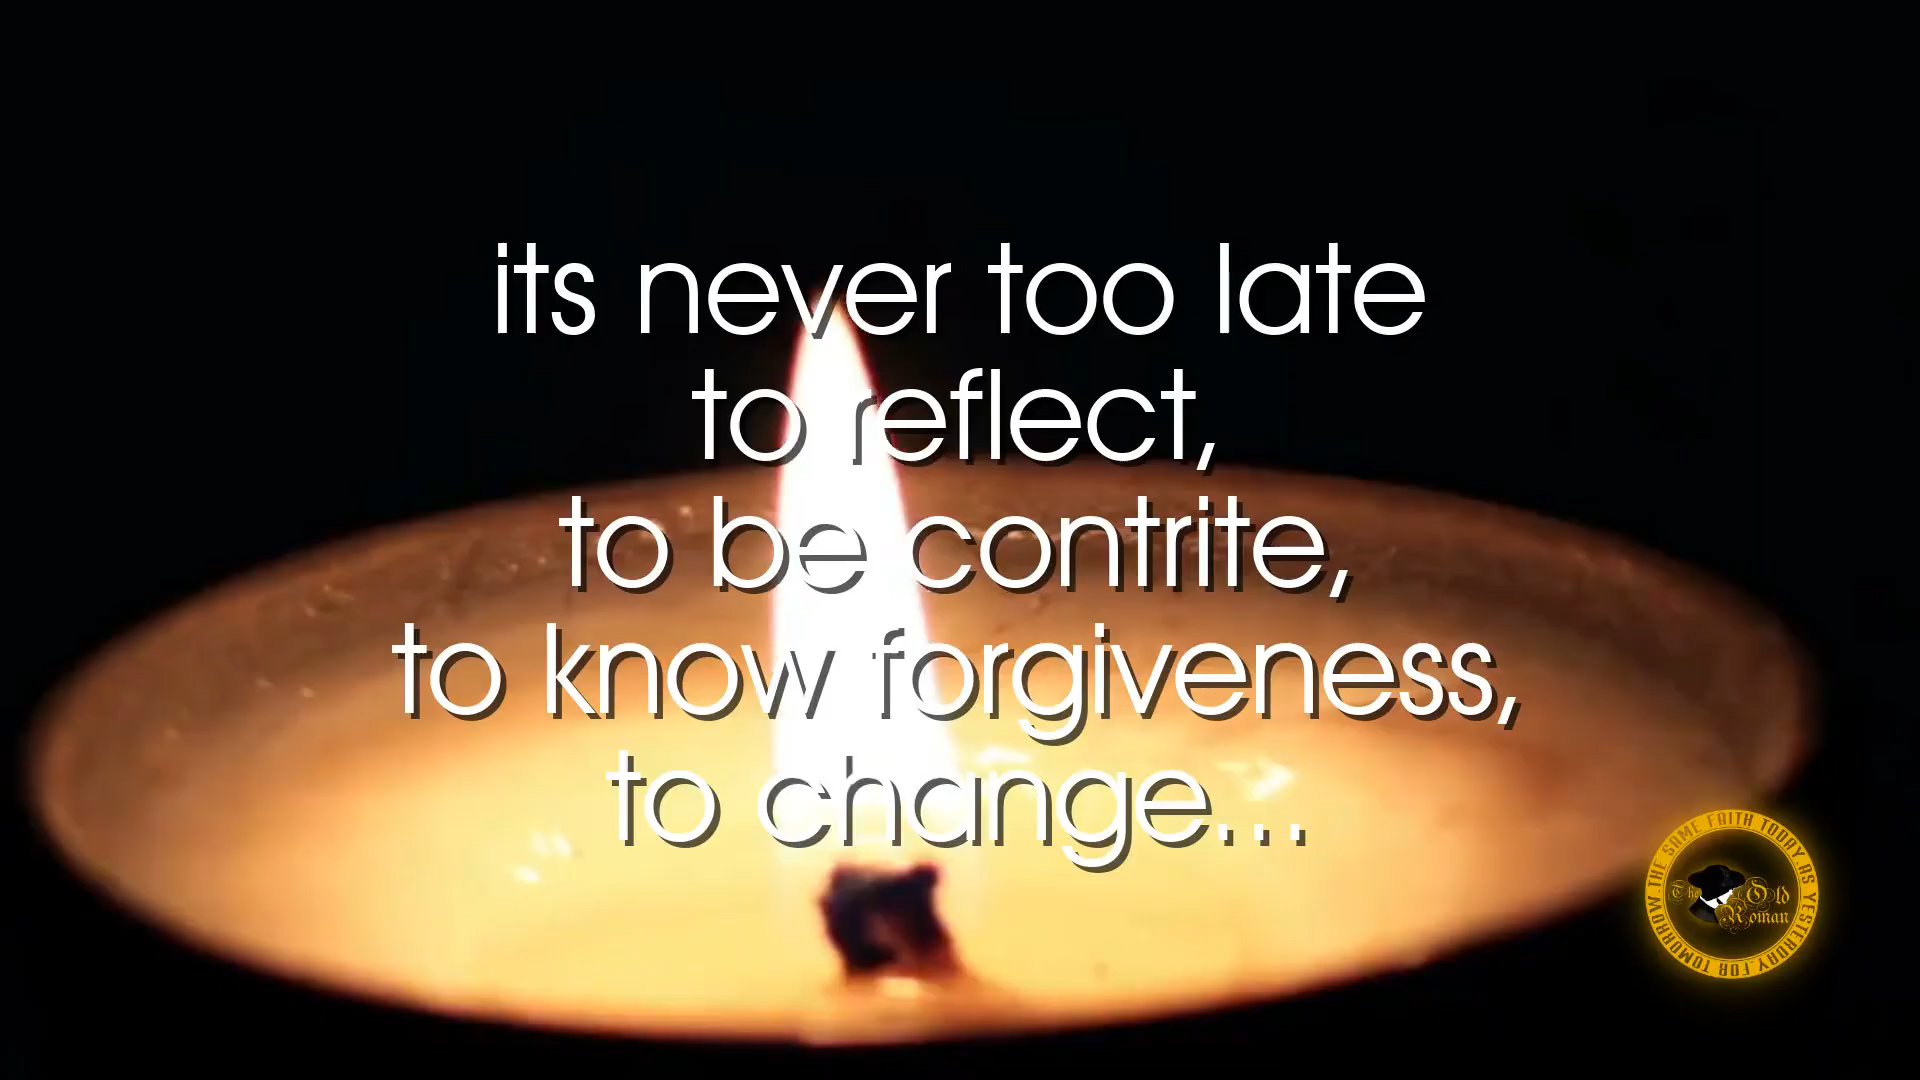 its never too late
to reflect,
to be contrite,
to know forgiveness,
to change...
THE SAME FAITH TODAY.AS YESTERDAY.FOR TOMORROW.
The Old
Roman